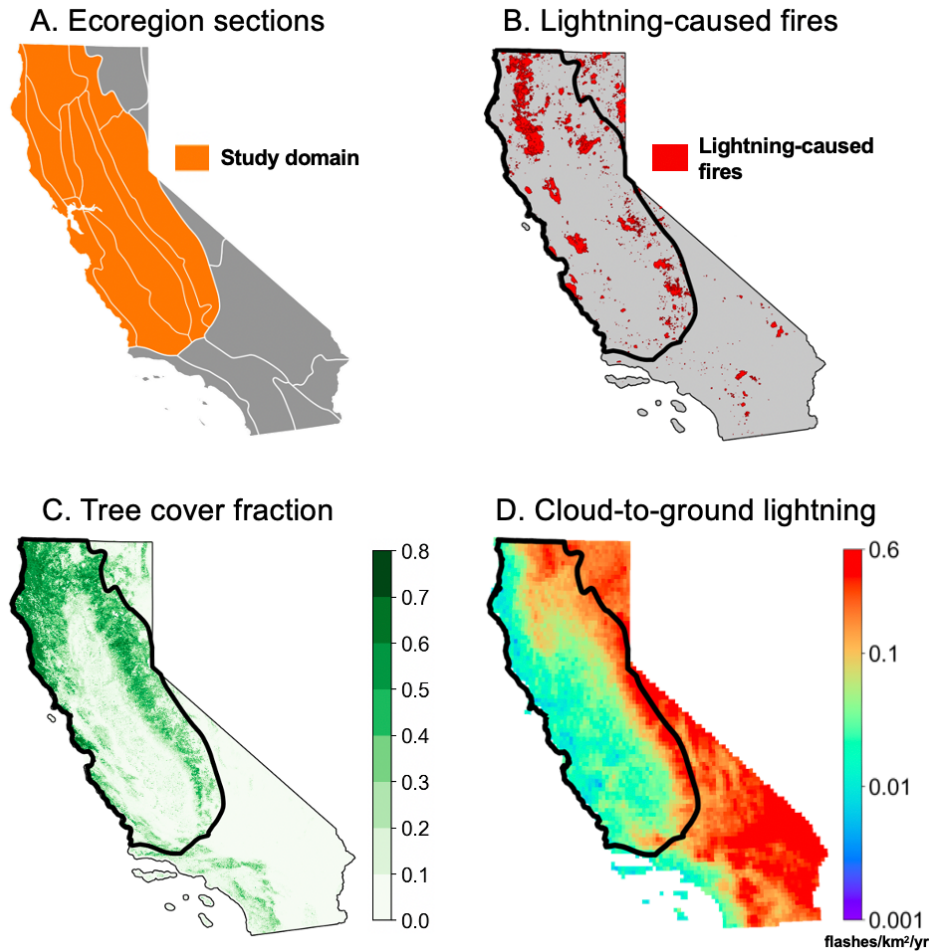 A. Ecoregion sections
B. Lightning-caused fires
Study domain
Lightning-caused
fires
C. Tree cover fraction
D. Cloud-to-ground lightning
0.8
0.7
0.6
0.5
0.4
0.3
0.2
0.1
0.0
0.6
0.1
0.01
0.001
flashes/km²/yr